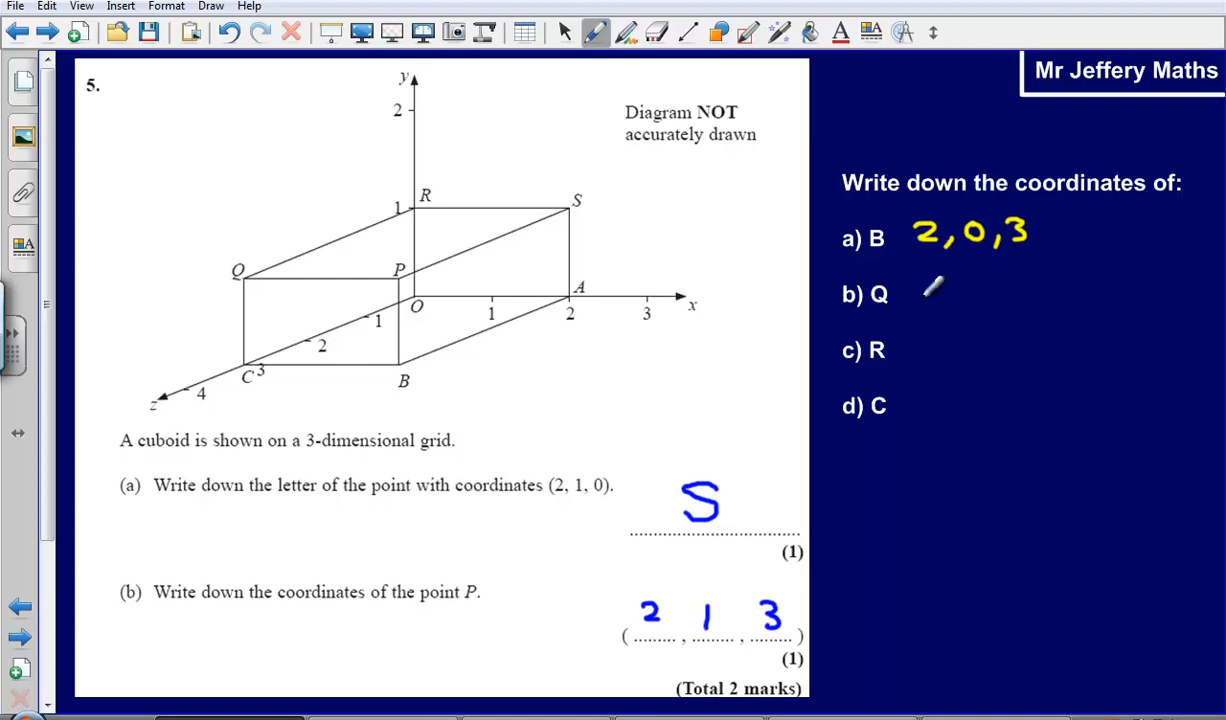 File Edit View Insert Format Draw Help
Mr Jeffery Maths
5.
y
2
Diagram NOT
accurately drawn
R
S
1
Q
P
A
O
1
2
3
x
1
2
3
C
B
4
z
A cuboid is shown on a 3-dimensional grid.
(a) Write down the letter of the point with coordinates (2, 1, 0).
S
(1)
(b) Write down the coordinates of the point P.
(2, 1, 3)
(1)
(Total 2 marks)
Write down the coordinates of:
a) B 2,0,3
b) Q
c) R
d) C